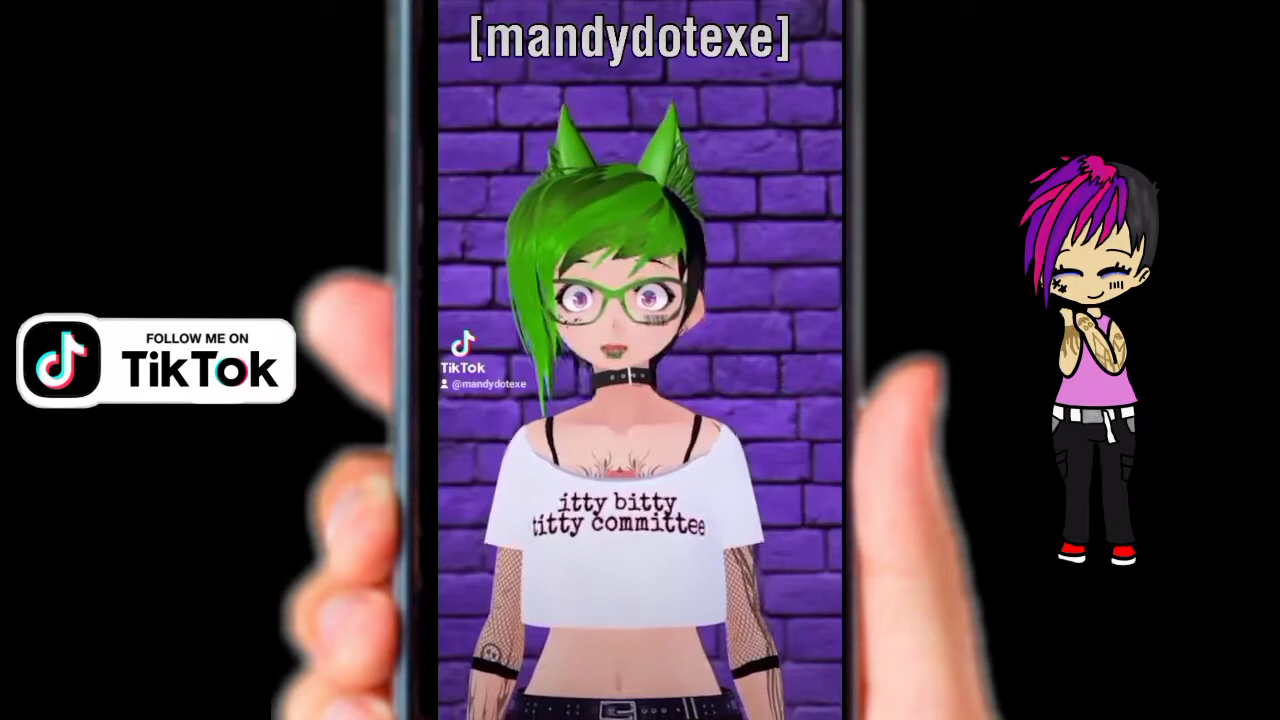 [mandydotexe]
FOLLOW ME ON
TikTok
TikTok
@mandydotexe
itty bitty
titty committee